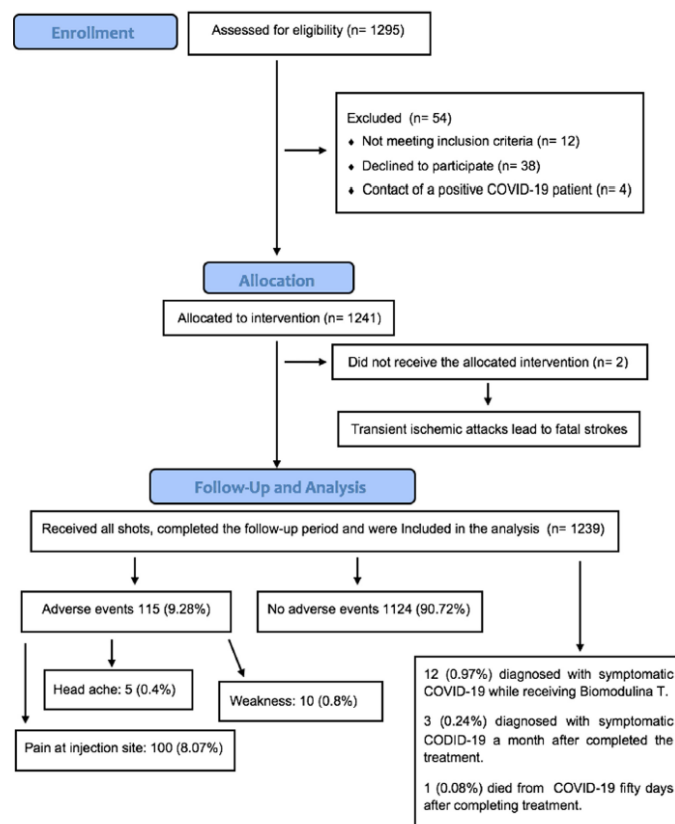 Enrollment
Assessed for eligibility (n= 1295)
Excluded (n= 54)
♦ Not meeting inclusion criteria (n= 12)
♦ Declined to participate (n= 38)
♦ Contact of a positive COVID-19 patient (n= 4)
Allocation
Allocated to intervention (n= 1241)
Did not receive the allocated intervention (n= 2)
Transient ischemic attacks lead to fatal strokes
Follow-Up and Analysis
Received all shots, completed the follow-up period and were Included in the analysis (n= 1239)
Adverse events 115 (9.28%)
No adverse events 1124 (90.72%)
Head ache: 5 (0.4%)
Weakness: 10 (0.8%)
Pain at injection site: 100 (8.07%)
12 (0.97%) diagnosed with symptomatic
COVID-19 while receiving Biomodulina T.
3 (0.24%) diagnosed with symptomatic
CODID-19 a month after completed the
treatment.
1 (0.08%) died from COVID-19 fifty days
after completing treatment.